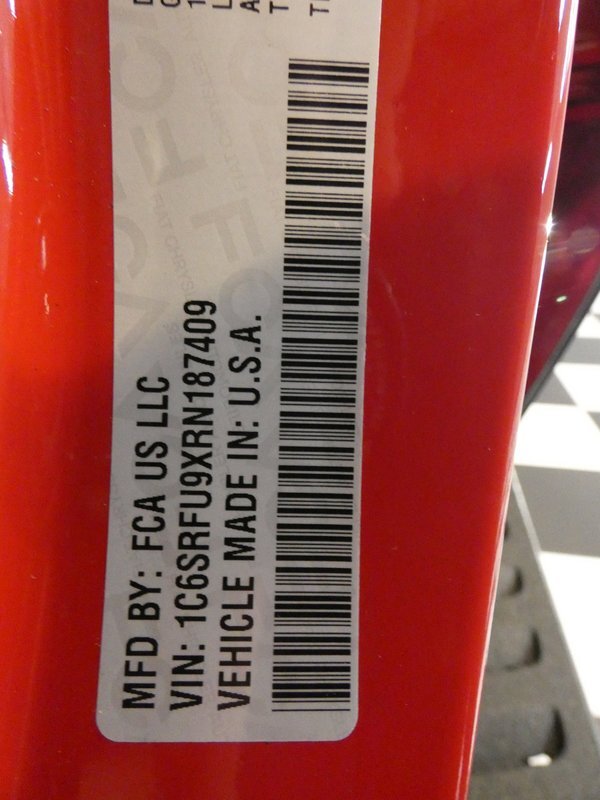 MFD BY: FCA US LLC
VIN: 1C6SRFU9XRN187409
VEHICLE MADE IN: U.S.A.